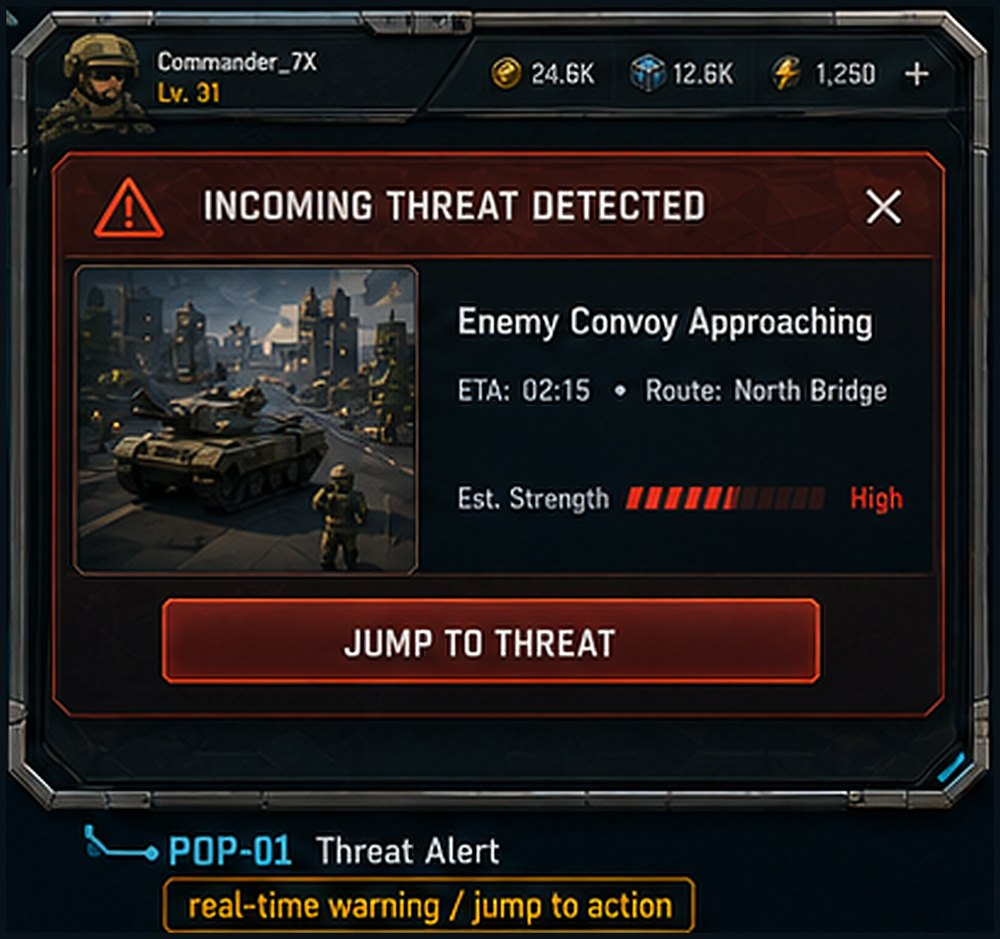 Commander_7X
Lv. 31
24.6K
12.6K
1,250 +
INCOMING THREAT DETECTED
Enemy Convoy Approaching
ETA: 02:15 • Route: North Bridge
Est. Strength High
JUMP TO THREAT
POP-01 Threat Alert
real-time warning / jump to action